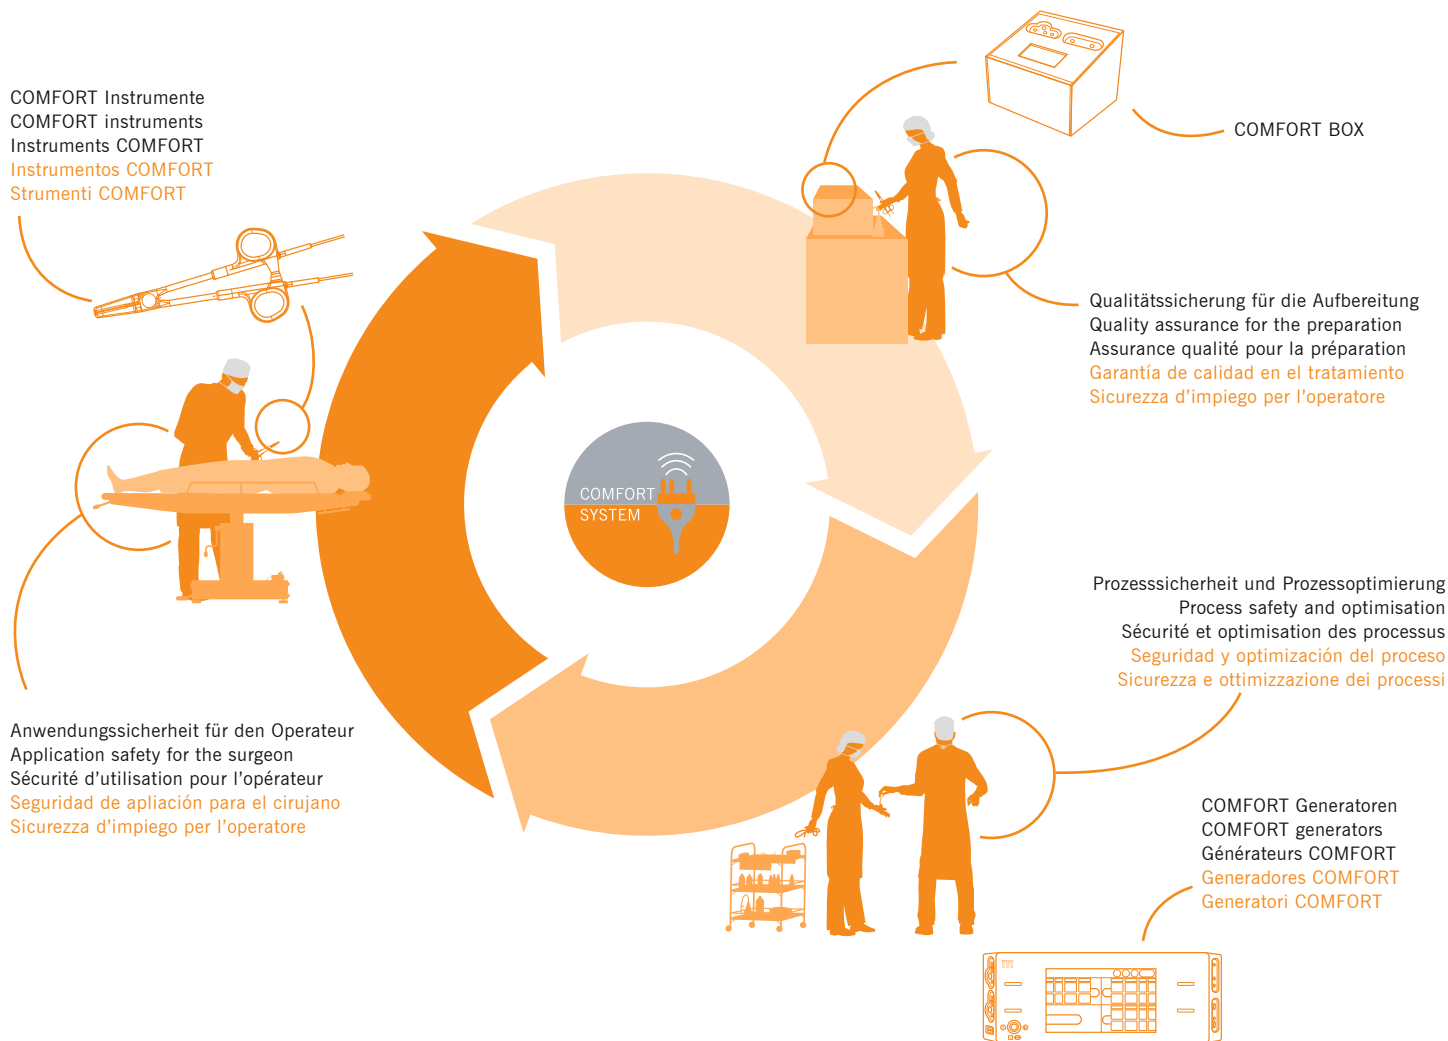 COMFORT Instrumente
COMFORT instruments
Instruments COMFORT
Instrumentos COMFORT
Strumenti COMFORT
COMFORT BOX
Qualitätssicherung für die Aufbereitung
Quality assurance for the preparation
Assurance qualité pour la préparation
Garantía de calidad en el tratamiento
Sicurezza d’impiego per l’operatore
COMFORT
SYSTEM
Prozesssicherheit und Prozessoptimierung
Process safety and optimisation
Sécurité et optimisation des processus
Seguridad y optimización del proceso
Sicurezza e ottimizzazione dei processi
Anwendungssicherheit für den Operateur
Application safety for the surgeon
Sécurité d’utilisation pour l’opérateur
Seguridad de apliación para el cirujano
Sicurezza d’impiego per l’operatore
COMFORT Generatoren
COMFORT generators
Générateurs COMFORT
Generadores COMFORT
Generatori COMFORT